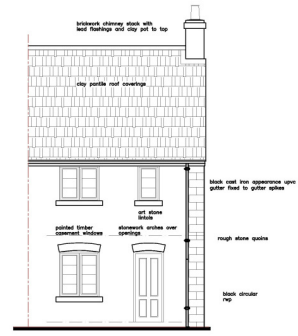 brickwork chimney stack with
lead flashings and clay pot to top
clay pantile roof coverings
black cast iron appearance upvc
gutter fixed to gutter spikes
art stone
lintols
painted timber
casement windows
stonework arches over
openings
rough stone quoins
black circular
rwp